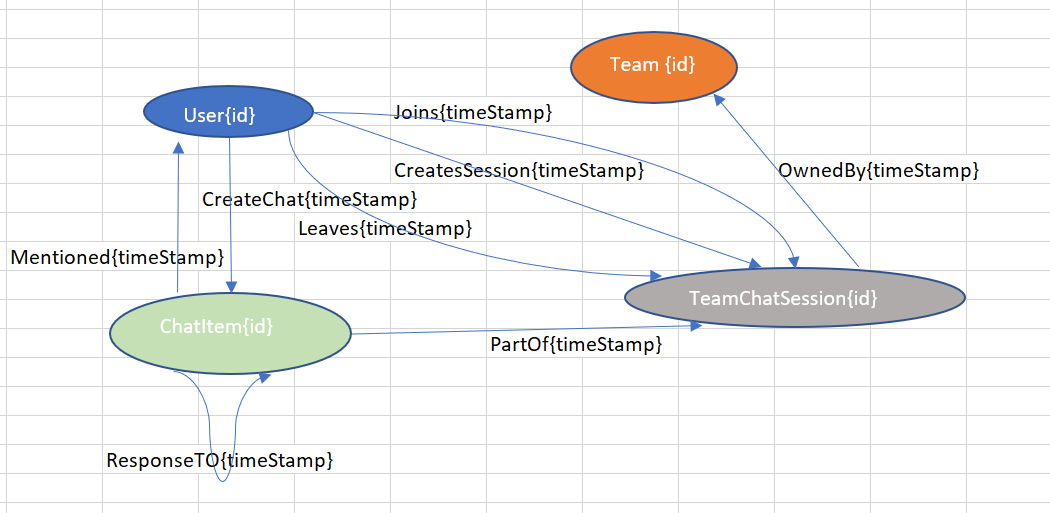 Team {id}
User{id}
Joins{timeStamp}
CreatesSession{timeStamp}
OwnedBy{timeStamp}
CreateChat{timeStamp}
Leaves{timeStamp}
Mentioned{timeStamp}
TeamChatSession{id}
ChatItem{id}
PartOf{timeStamp}
ResponseTO{timeStamp}